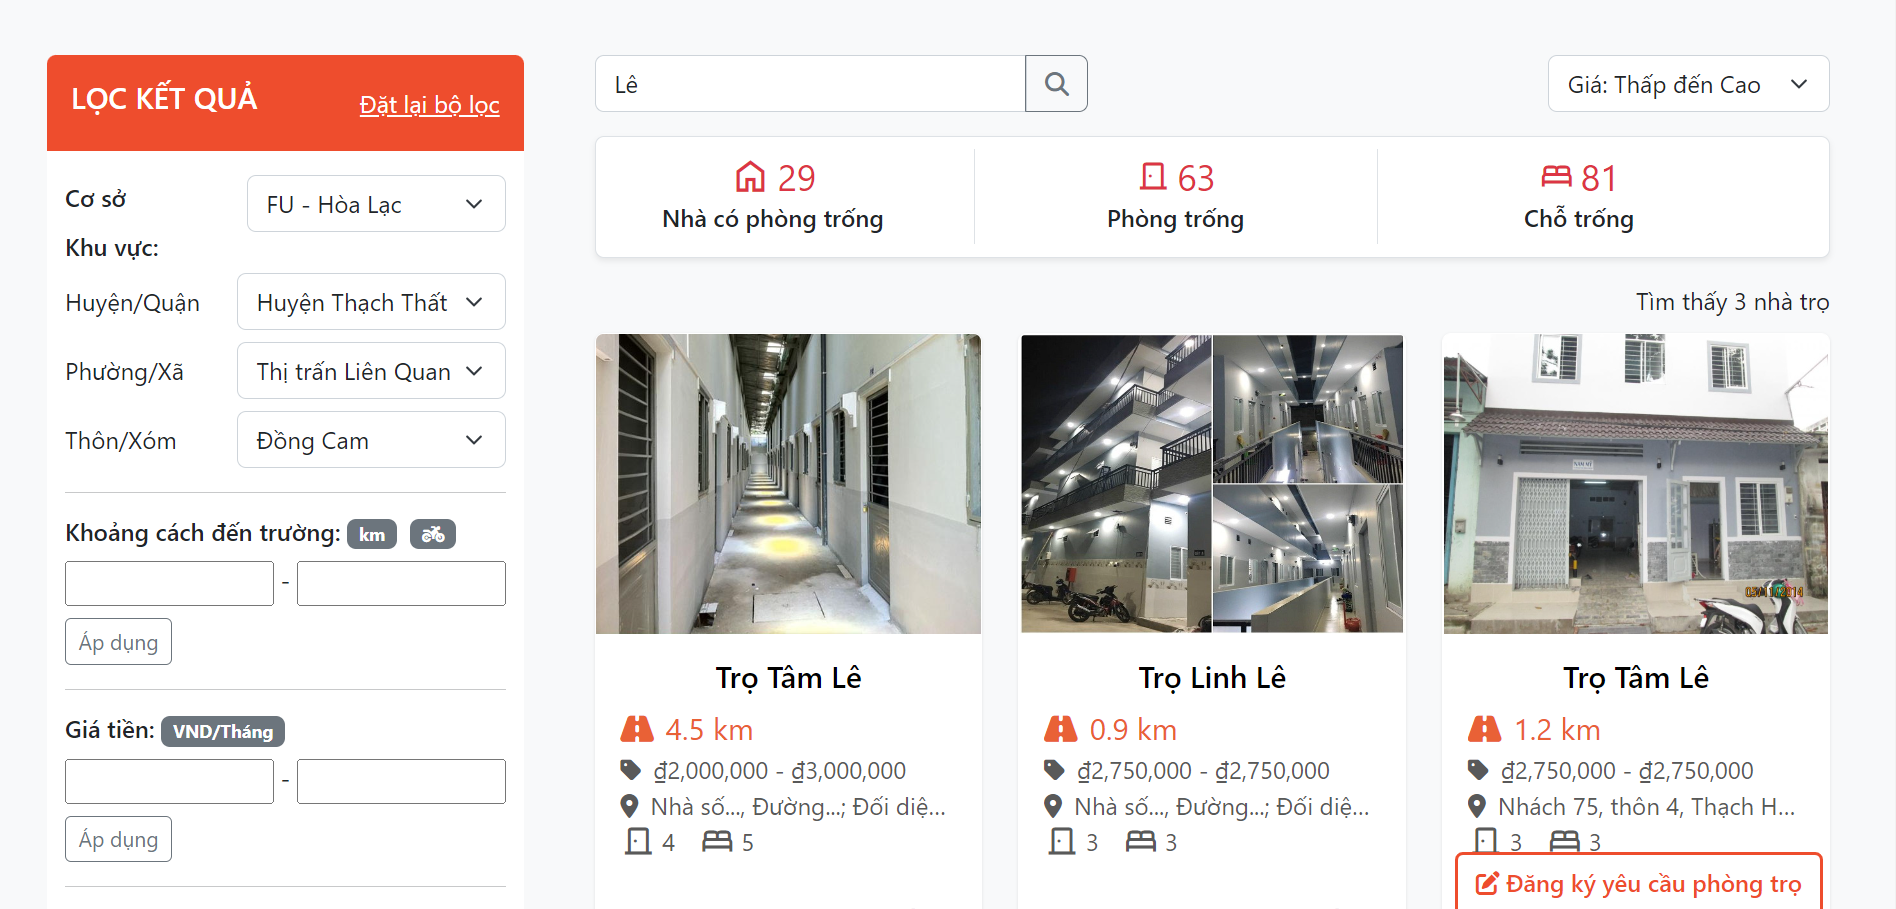 LỌC KẾT QUẢ
Đặt lại bộ lọc
Cơ sở
FU - Hòa Lạc
Khu vực:
Huyện/Quận
Huyện Thạch Thất
Phường/Xã
Thị trấn Liên Quan
Thôn/Xóm
Đồng Cam
Khoảng cách đến trường: km
-
Áp dụng
Giá tiền: VND/Tháng
-
Áp dụng
Lê
Giá: Thấp đến Cao
29
Nhà có phòng trống
63
Phòng trống
81
Chỗ trống
Tìm thấy 3 nhà trọ
Trọ Tâm Lê
4.5 km
₫2,000,000 - ₫3,000,000
Nhà số..., Đường...; Đối diệ...
4 5
Trọ Linh Lê
0.9 km
₫2,750,000 - ₫2,750,000
Nhà số..., Đường...; Đối diệ...
3 3
Trọ Tâm Lê
1.2 km
₫2,750,000 - ₫2,750,000
Nhách 75, thôn 4, Thạch H...
3 3
Đăng ký yêu cầu phòng trọ